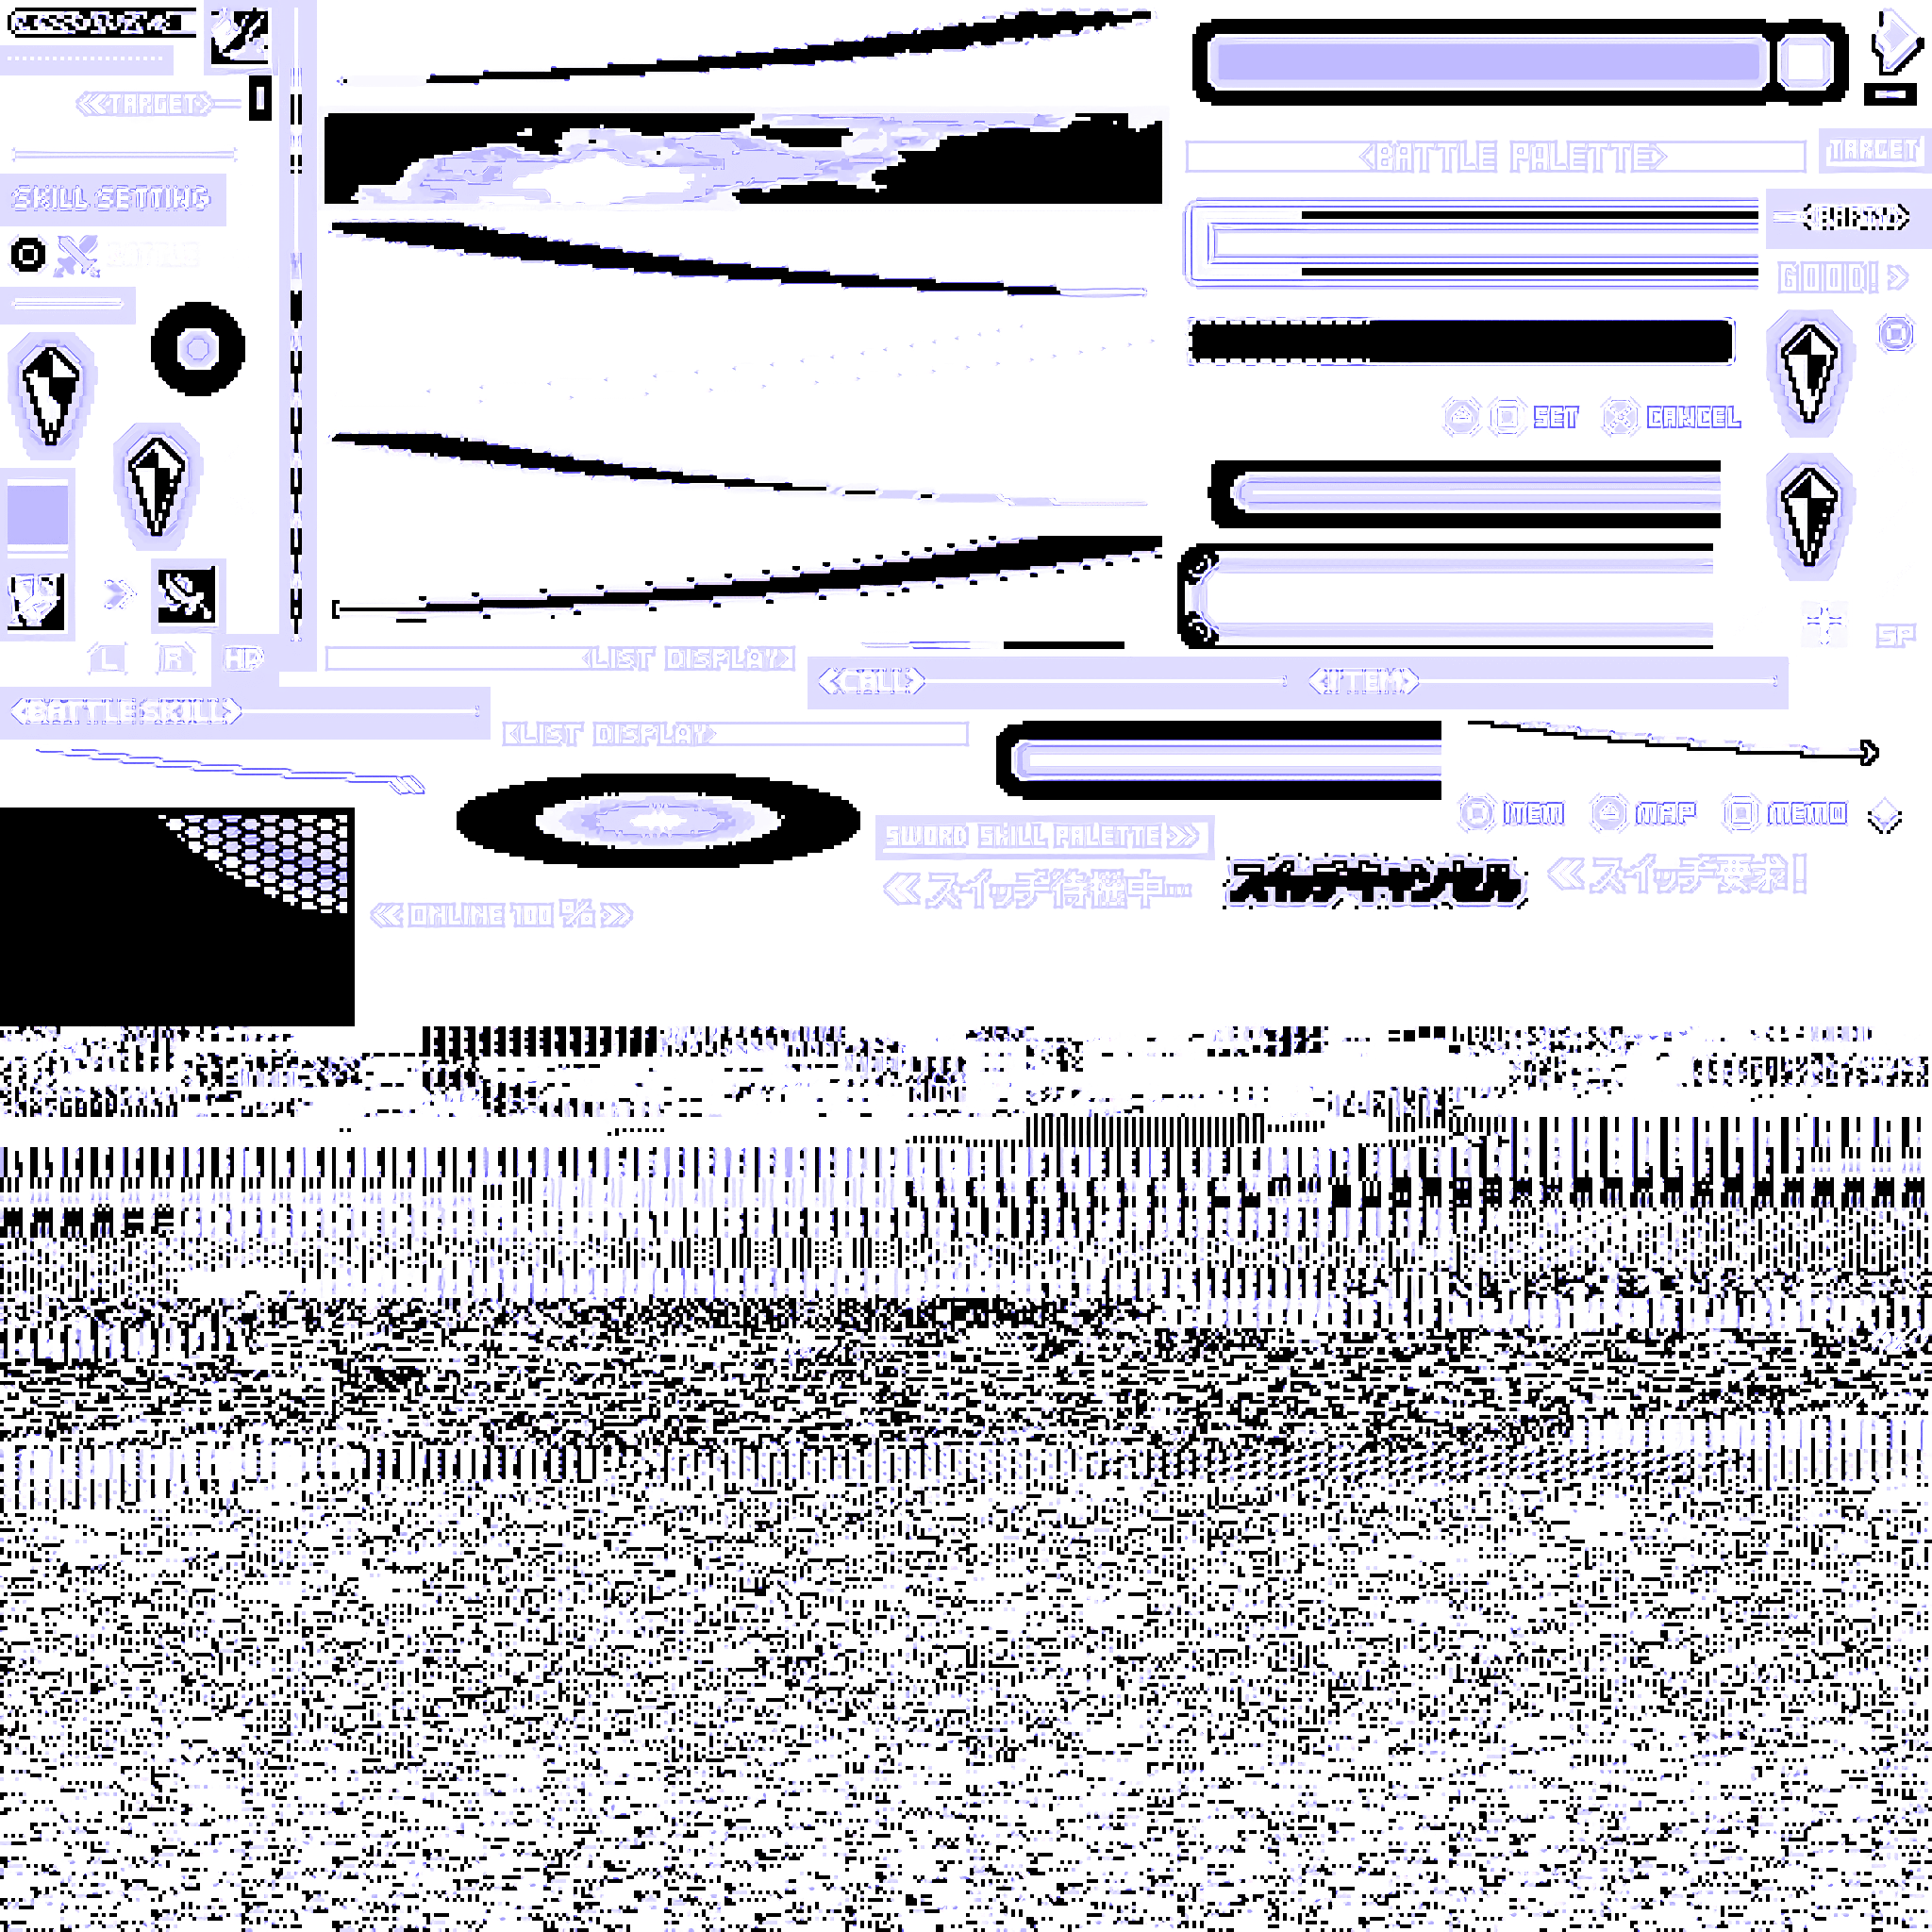 <<TARGET>
<BATTLE PALETTE>
TARGET
SKILL SETTING
<PARTY>
GOOD! >
SET
CANCEL
L
R
HP
<LIST DISPLAY>
SP
<CALL>
<ITEM>
<BATTLE SKILL>
<LIST DISPLAY>
ITEM
MAP
MEMO
SWORD SKILL PALETTE >>
<< スイッチ待機中…
スイッチキャンセル
<< スイッチ要求!
<< ONLINE 100 % >>